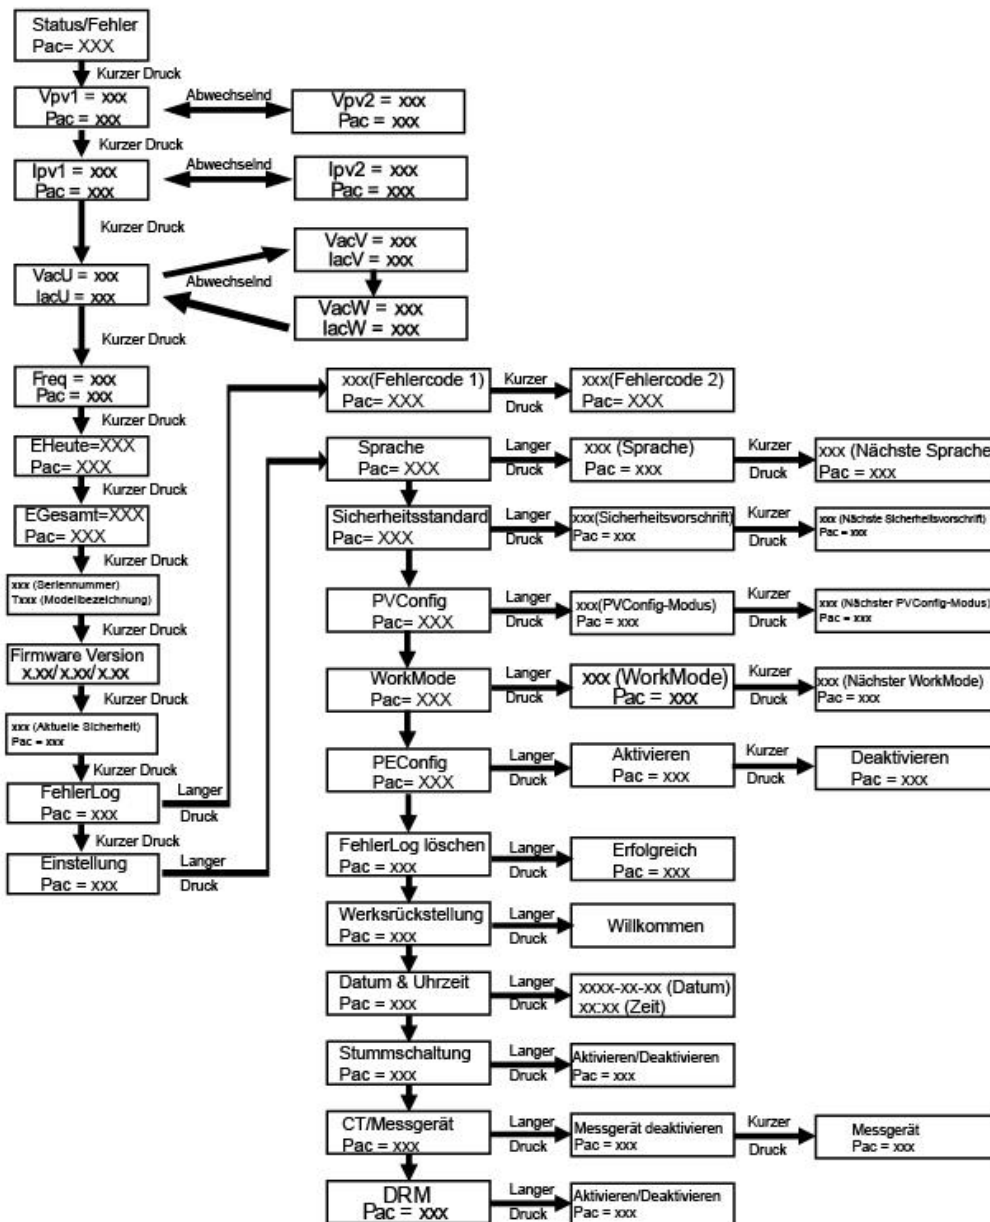 Status/Fehler
Pac= XXX
Kurzer Druck
Vpv1 = xxx
Pac = xxx
Abwechselnd
Vpv2 = xxx
Pac = xxx
Kurzer Druck
Ipv1 = xxx
Pac = xxx
Abwechselnd
Ipv2 = xxx
Pac = xxx
Kurzer Druck
VacU = xxx
IacU = xxx
Abwechselnd
VacV = xxx
IacV = xxx
VacW = xxx
IacW = xxx
Kurzer Druck
Freq = xxx
Pac = xxx
Kurzer Druck
EHeute=XXX
Pac= XXX
Kurzer Druck
EGesamt=XXX
Pac= XXX
Kurzer Druck
xxx (Seriennummer)
Txxx (Modellbezeichnung)
Kurzer Druck
Firmware Version
x.xx/x.xx/x.xx
Kurzer Druck
xxx (Aktuelle Sicherheit)
Pac = xxx
Kurzer Druck
FehlerLog
Pac = xxx
Langer
Druck
xxx(Fehlercode 1)
Pac= XXX
Kurzer
Druck
xxx(Fehlercode 2)
Pac= XXX
Kurzer Druck
Einstellung
Pac = xxx
Langer
Druck
Sprache
Pac= XXX
Langer
Druck
xxx (Sprache)
Pac = xxx
Kurzer
Druck
xxx (Nächste Sprache
Pac = xxx
Sicherheitsstandard
Pac= XXX
Langer
Druck
xxx(Sicherheitsvorschrift)
Pac = xxx
Kurzer
Druck
xxx (Nächste Sicherheitsvorschrift)
Pac = xxx
PVConfig
Pac= XXX
Langer
Druck
xxx(PVConfig-Modus)
Pac = xxx
Kurzer
Druck
xxx (Nächster PVConfig-Modus)
Pac = xxx
WorkMode
Pac= XXX
Langer
Druck
xxx (WorkMode)
Pac = xxx
Kurzer
Druck
xxx (Nächster WorkMode)
Pac = xxx
PEConfig
Pac= XXX
Langer
Druck
Aktivieren
Pac = xxx
Kurzer
Druck
Deaktivieren
Pac = xxx
FehlerLog löschen
Pac = xxx
Langer
Druck
Erfolgreich
Pac = xxx
Werksrückstellung
Pac = xxx
Langer
Druck
Willkommen
Datum & Uhrzeit
Pac = xxx
Langer
Druck
xxxx-xx-xx (Datum)
xx:xx (Zeit)
Stummschaltung
Pac = xxx
Langer
Druck
Aktivieren/Deaktivieren
Pac = xxx
CT/Messgerät
Pac = xxx
Langer
Druck
Messgerät deaktivieren
Pac = xxx
Kurzer
Druck
Messgerät
Pac = xxx
DRM
Pac = xxx
Langer
Druck
Aktivieren/Deaktivieren
Pac = xxx